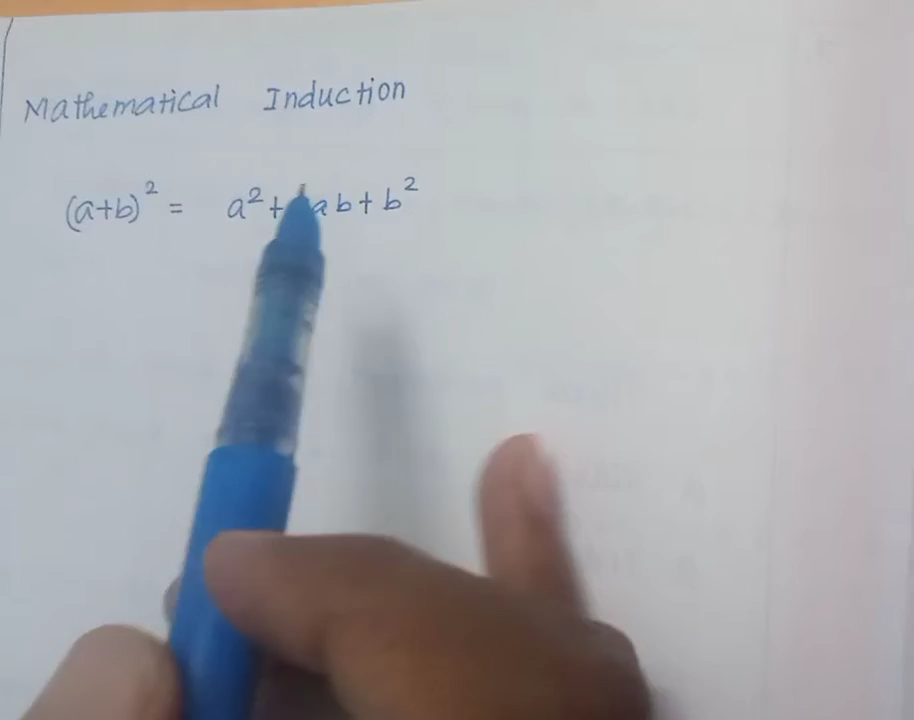 Mathematical Induction
(a+b)² = a²+ ab+b²